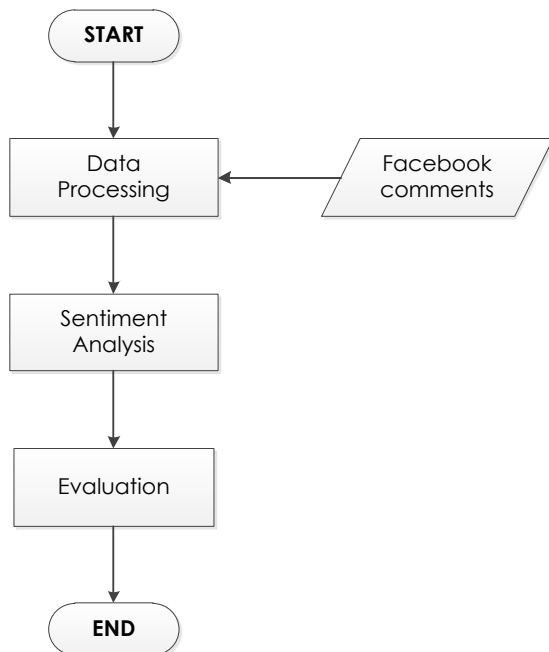 START
Data
Processing
Facebook
comments
Sentiment
Analysis
Evaluation
END